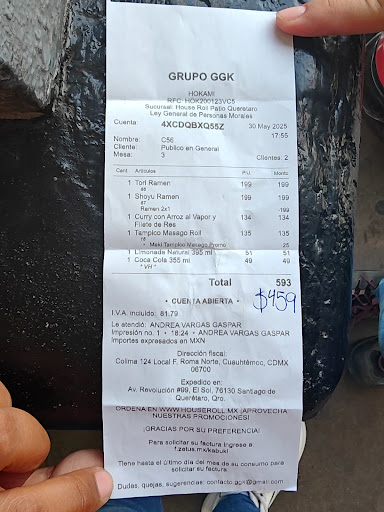 GRUPO GGK
HOKAMI
RFC: HOK200123VC5
Sucursal: House Roll Patio Queretaro
Ley General de Personas Morales
Cuenta: 4XCDQBXQ55Z 30 May 2025
17:55
Nombre: C56
Cliente: Publico en General
Mesa: 3 Clientes: 2
Cant. Artículos P.U. Monto
1 Tori Ramen 199 199
1 Shoyu Ramen 199 199
Ramen 2x1 -199
1 Curry con Arroz al Vapor y 134 134
Filete de Res
1 Tampico Masago Roll 135 135
• Maki Tampico Masago Promo 25
1 Limonada Natural 395 ml 51 51
1 Coca Cola 355 ml 49 49
* VH *
Total 593
• CUENTA ABIERTA •
$459
I.V.A. incluido: 81.79
Le atendió: ANDREA VARGAS GASPAR
Impresión no. 1 • 18:24 • ANDREA VARGAS GASPAR
Importes expresados en MXN
Dirección fiscal:
Colima 124 Local F, Roma Norte, Cuauhtémoc, CDMX
06700
Expedido en:
Av. Revolución #99, El Sol, 76130 Santiago de
Querétaro, Qro.
ORDENA EN WWW.HOUSEROLL.MX ¡APROVECHA
NUESTRAS PROMOCIONES!
¡GRACIAS POR SU PREFERENCIA!
Para solicitar su factura ingrese a:
f.zetus.mx/kabuki
Tiene hasta el último día del mes de su consumo para
solicitar su factura.
Dudas, quejas, sugerencias: contacto.ggk@gmail.com